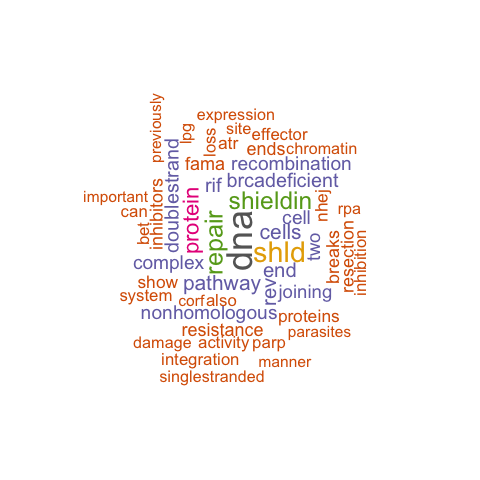 expression
previously
lpg
loss
site
atr
effector
ends
chromatin
doublestrand
fama
recombination
rif
brcadeficient
important
can
bet
inhibitors
protein
repair
shieldin
dna
cell
cells
nhej
rpa
two
breaks
resection
inhibition
shld
complex
end
rev
joining
show
pathway
system
corf
also
nonhomologous
proteins
resistance
parasites
damage
activity
parp
integration
manner
singlestranded